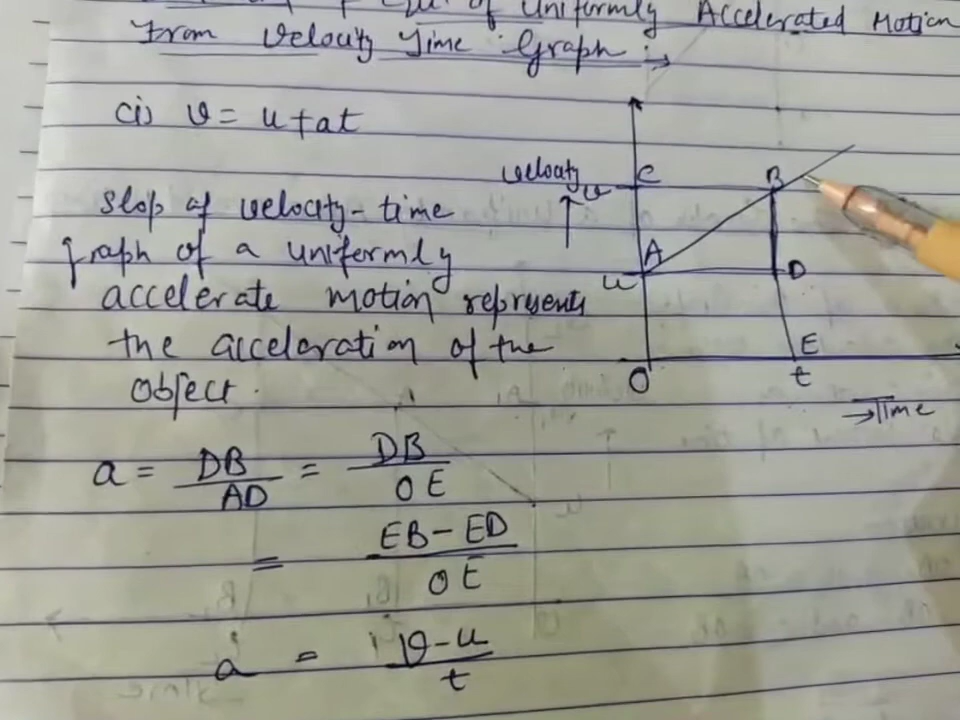 of Uniformly Accelerated Motion
From Velocity Time Graph :→
(i) v = u + at
Slop of velocity-time
graph of a uniformly
accelerate motion represents
the acceleration of the
object.
a = DB/AD = DB/OE
= EB - ED/OE
a = v - u/t
Velocity
v
C
B
A
u
D
O
E
t
→ Time